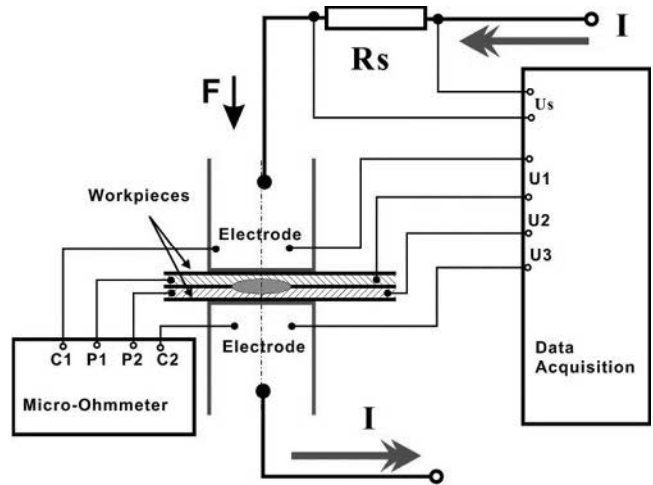 I
Rs
F
Us
U1
Workpieces
U2
Electrode
U3
C1 P1 P2 C2
Electrode
Data
Acquisition
Micro-Ohmmeter
I